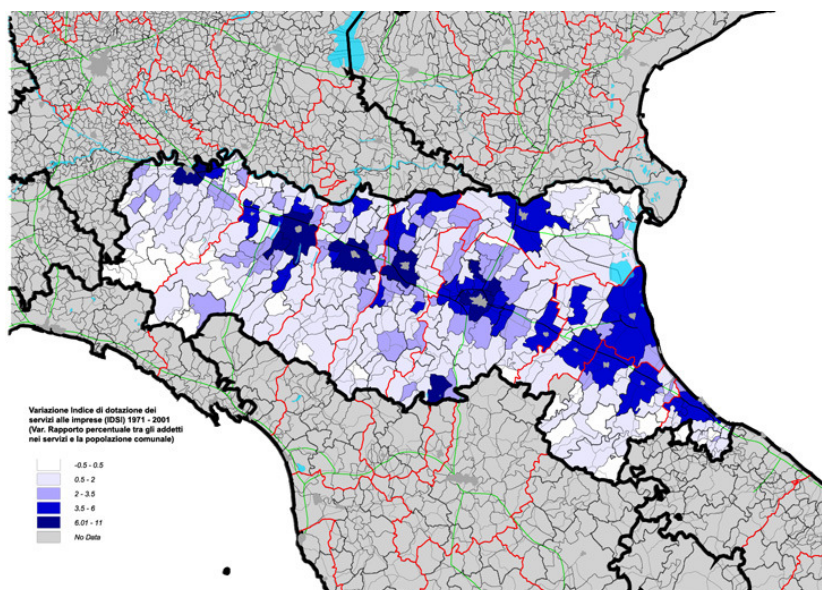 Variazione Indice di dotazione dei
servizi alle imprese (IDSI) 1971 - 2001
(Var. Rapporto percentuale tra gli addetti
nei servizi e la popolazione comunale)
-0.5 - 0.5
0.5 - 2
2 - 3.5
3.5 - 6
6.01 - 11
No Data